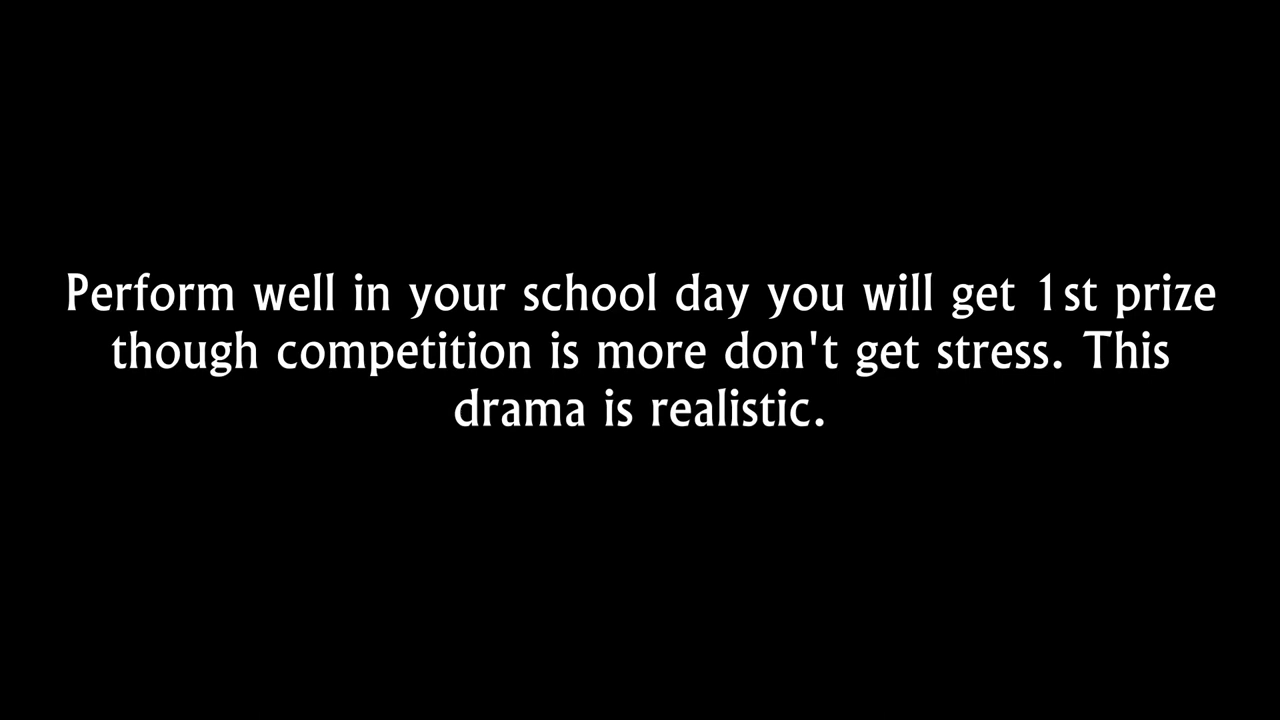 Perform well in your school day you will get 1st prize
though competition is more don't get stress. This
drama is realistic.